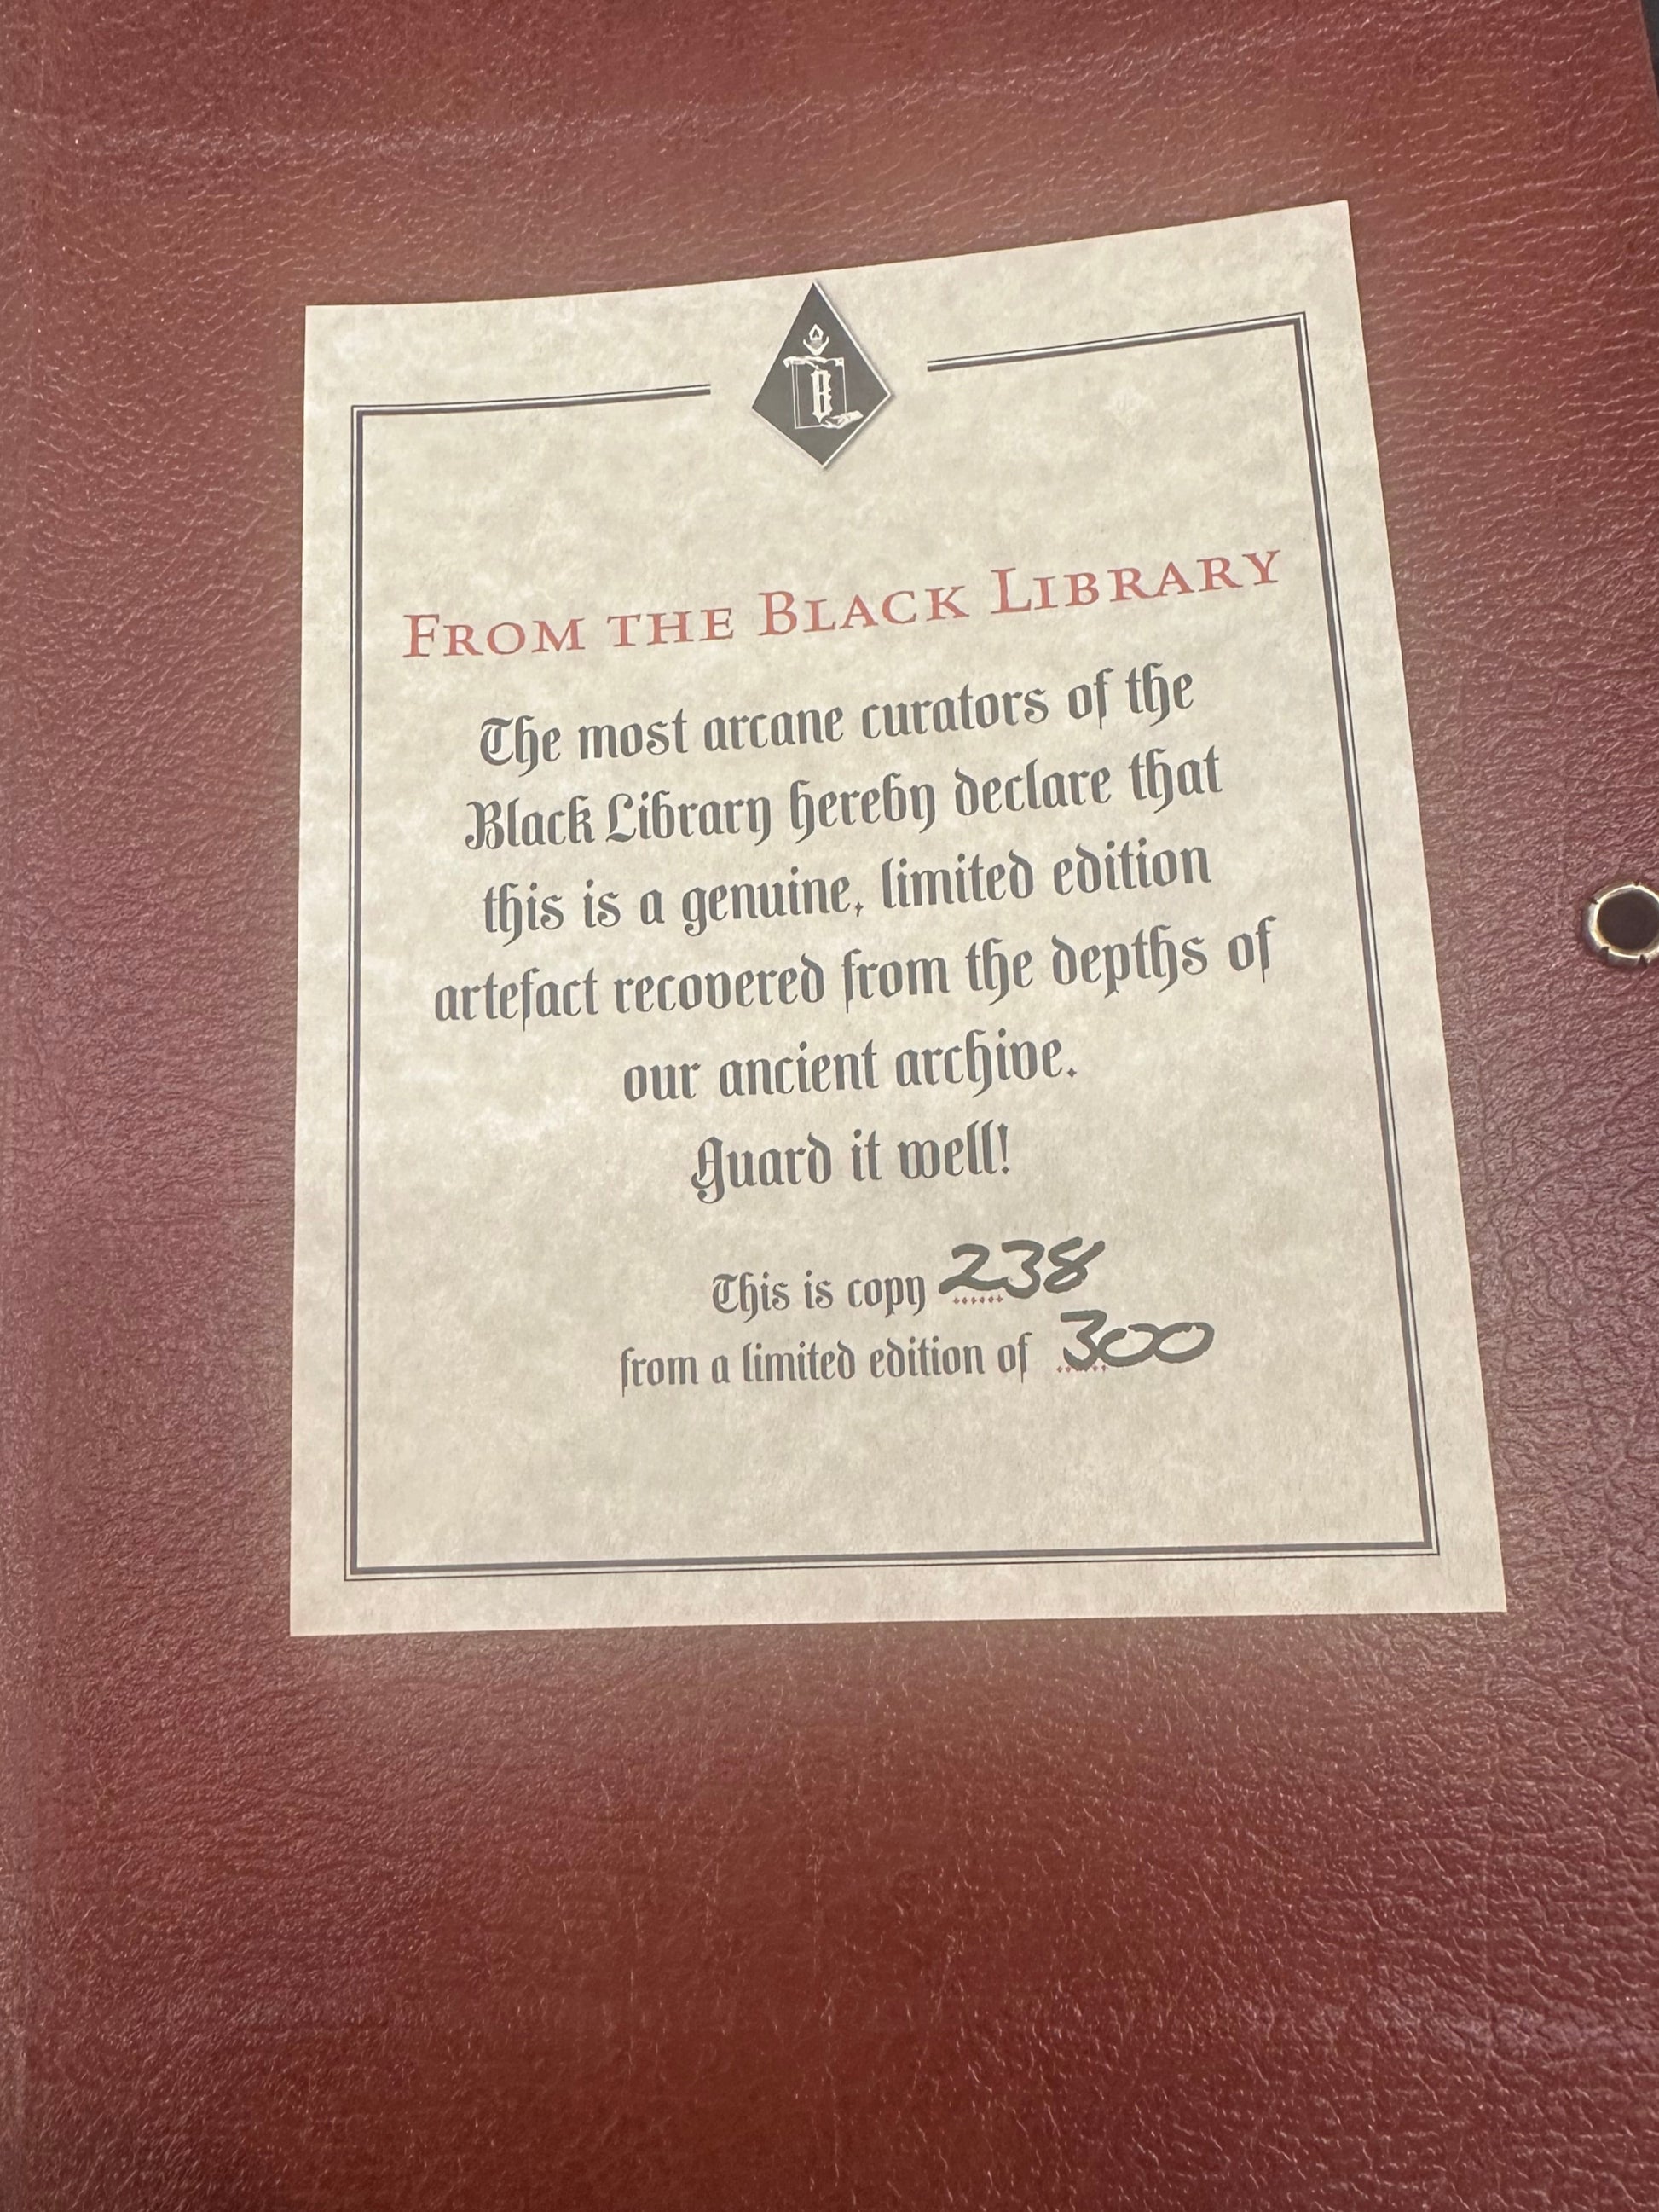 B
FROM THE BLACK LIBRARY
The most arcane curators of the
Black Library hereby declare that
this is a genuine, limited edition
artefact recovered from the depths of
our ancient archive.
Guard it well!
This is copy 238
from a limited edition of 300